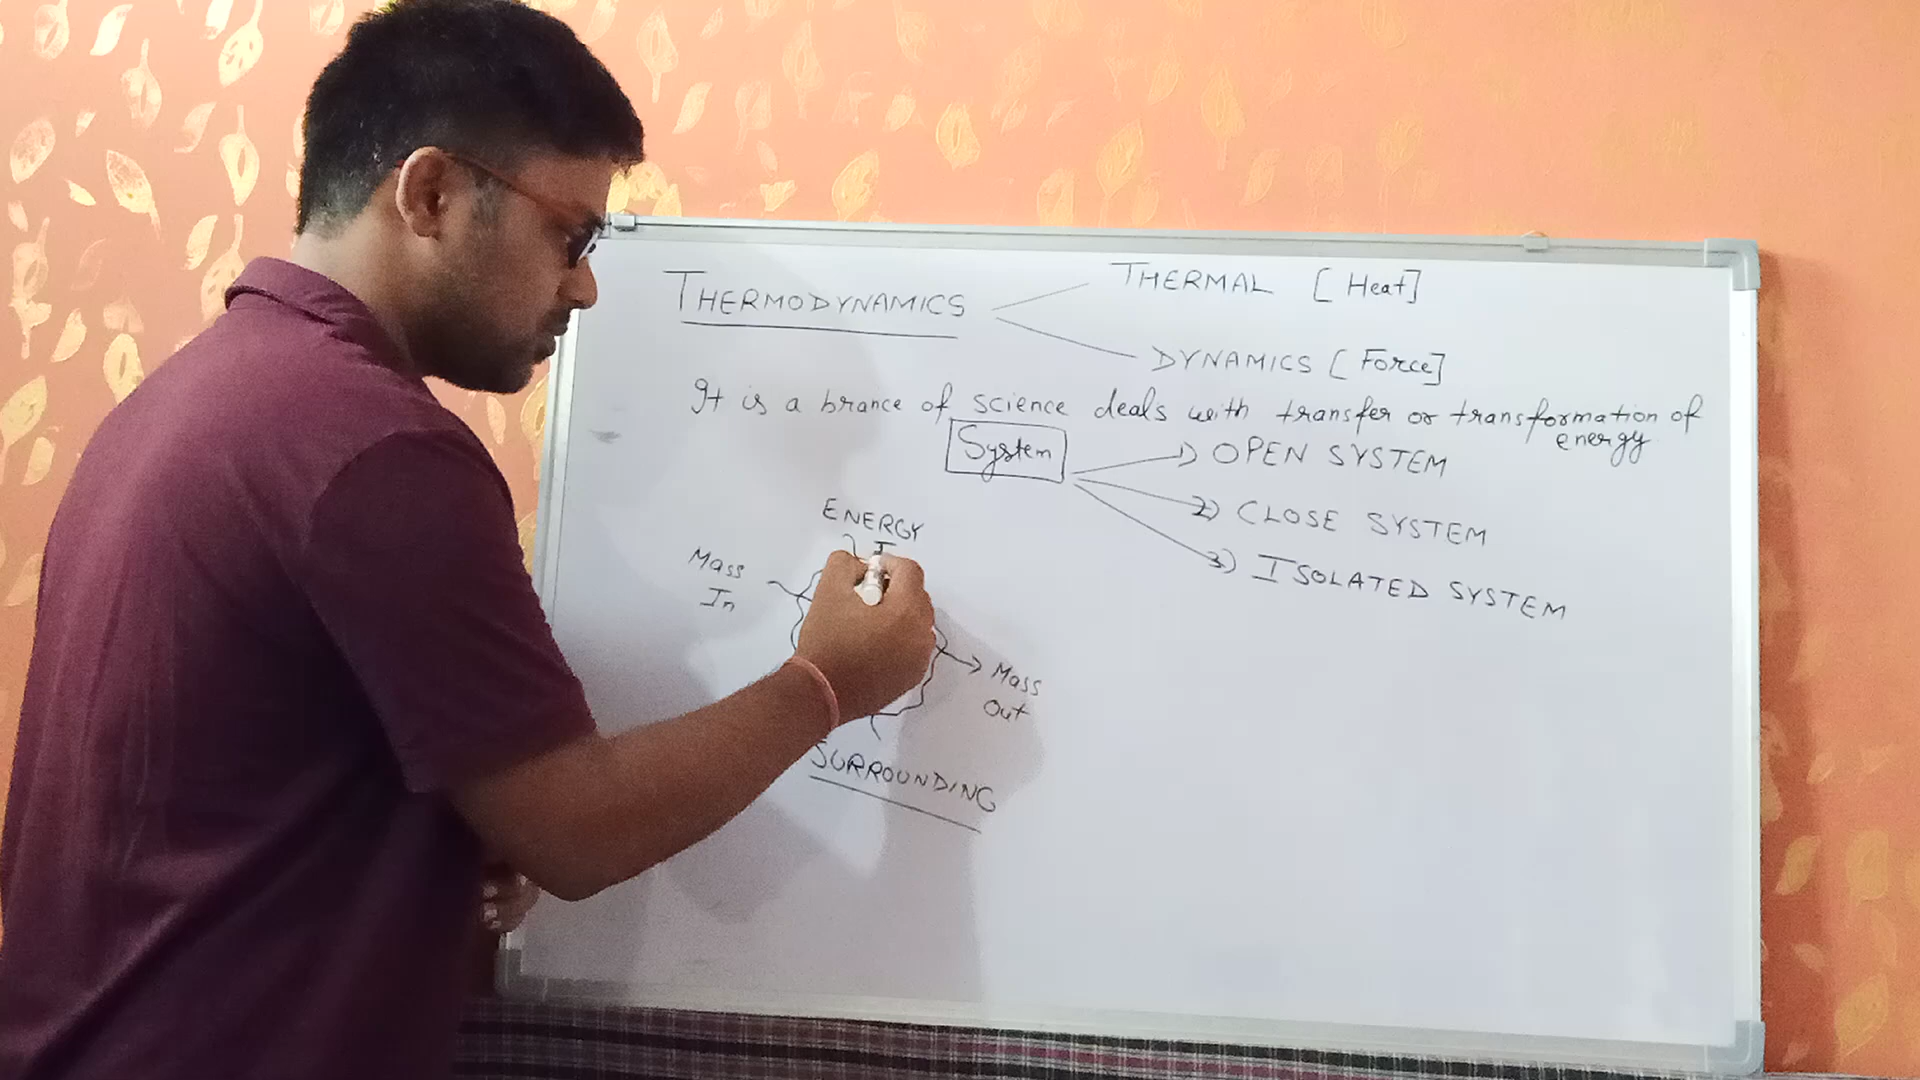 THERMODYNAMICS
THERMAL [Heat]
DYNAMICS [Force]
It is a brance of science deals with transfer or transformation of
energy
System
1) OPEN SYSTEM
2) CLOSE SYSTEM
3) ISOLATED SYSTEM
ENERGY
I
Mass
In
Mass
Out
SURROUNDING